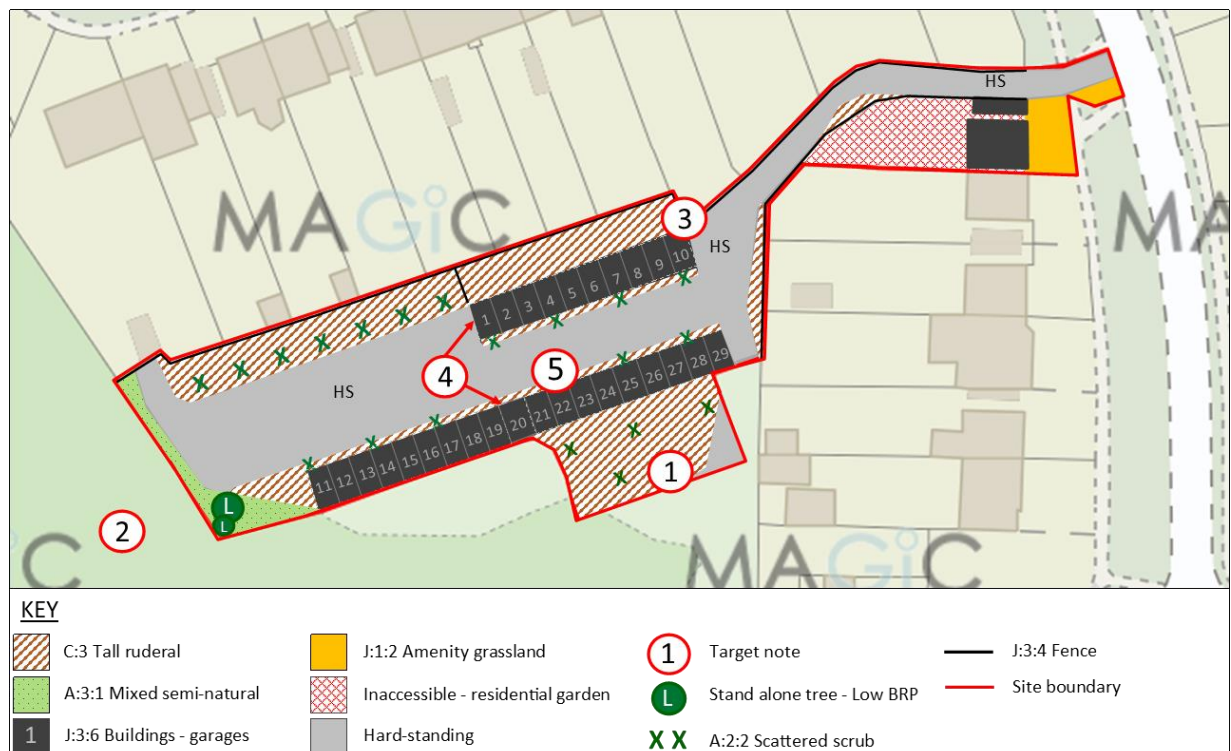 HS
MAGiC
MA
3
HS
1 2 3 4 5 6 7 8 9 10
4
5
HS
11 12 13 14 15 16 17 18 19 20 21 22 23 24 25 26 27 28 29
1
L
L
2
C
MAGiC
KEY
C:3 Tall ruderal
J:1:2 Amenity grassland
1 Target note
J:3:4 Fence
A:3:1 Mixed semi-natural
Inaccessible - residential garden
L Stand alone tree - Low BRP
Site boundary
1 J:3:6 Buildings - garages
Hard-standing
X X A:2:2 Scattered scrub